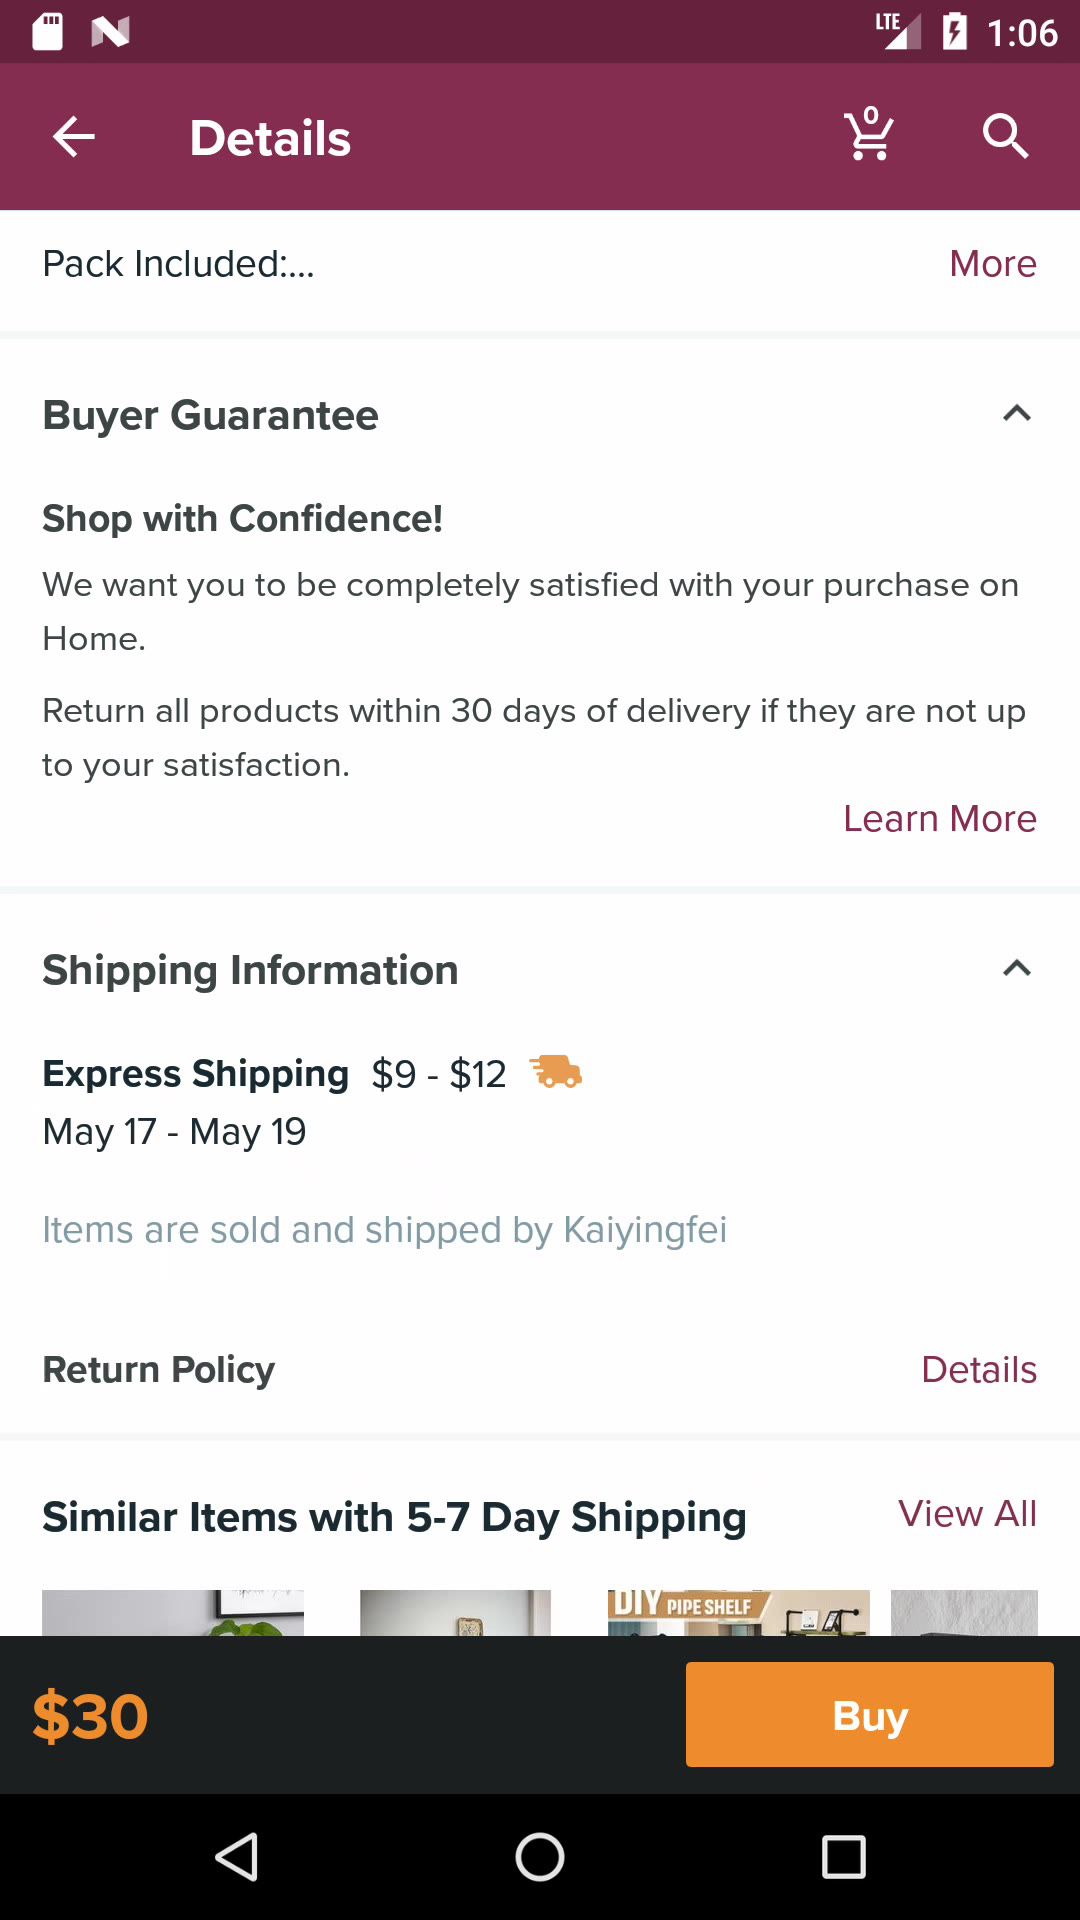 LTE 1:06
Details 0
Pack Included:... More
Buyer Guarantee
Shop with Confidence!
We want you to be completely satisfied with your purchase on
Home.
Return all products within 30 days of delivery if they are not up
to your satisfaction.
Learn More
Shipping Information
Express Shipping $9 - $12
May 17 - May 19
Items are sold and shipped by Kaiyingfei
Return Policy Details
Similar Items with 5-7 Day Shipping View All
DIY PIPE SHELF
$30 Buy